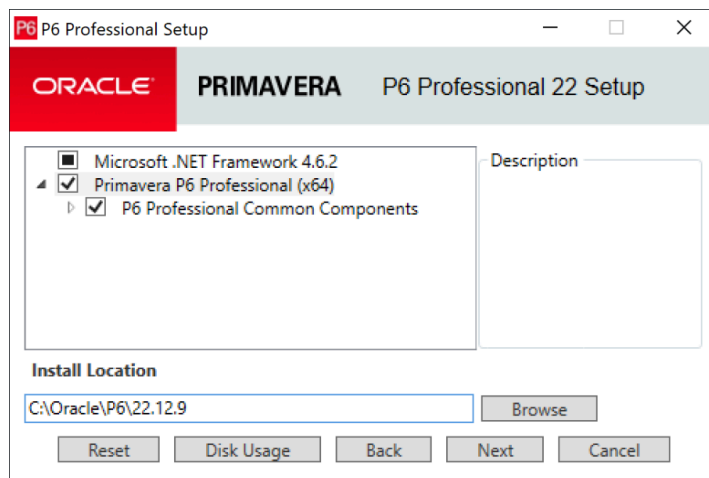 P6 P6 Professional Setup
ORACLE PRIMAVERA P6 Professional 22 Setup
Microsoft .NET Framework 4.6.2
Primavera P6 Professional (x64)
P6 Professional Common Components
Description
Install Location
C:\Oracle\P6\22.12.9
Browse
Reset Disk Usage Back Next Cancel